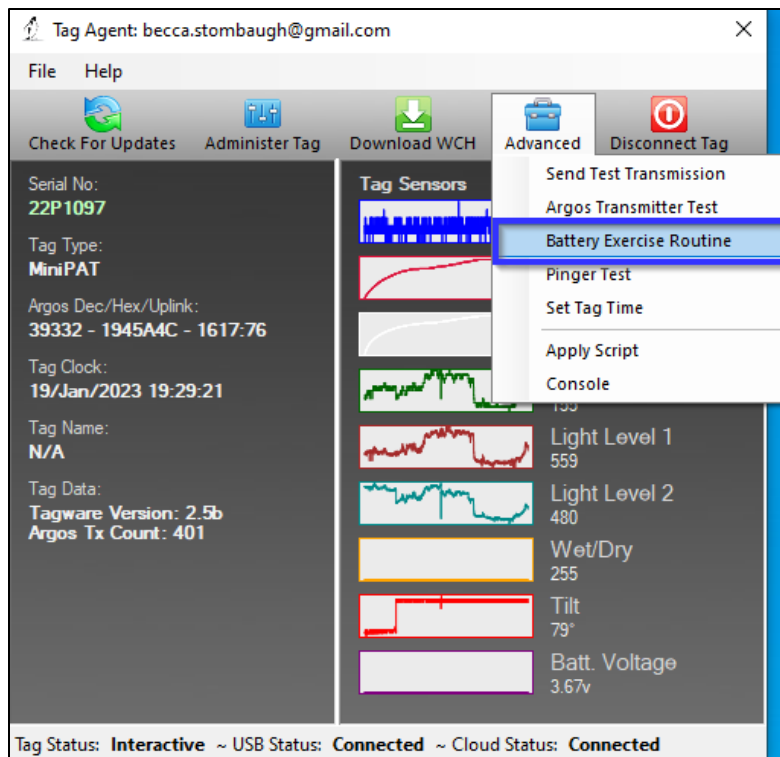 Tag Agent: becca.stombaugh@gmail.com
File Help
Check For Updates Administer Tag Download WCH Advanced Disconnect Tag
Send Test Transmission
Argos Transmitter Test
Battery Exercise Routine
Pinger Test
Set Tag Time
Apply Script
Console
Serial No:
22P1097
Tag Type:
MiniPAT
Argos Dec/Hex/Uplink:
39332 - 1945A4C - 1617:76
Tag Clock:
19/Jan/2023 19:29:21
Tag Name:
N/A
Tag Data:
Tagware Version: 2.5b
Argos Tx Count: 401
Tag Sensors
Light Level 1
559
Light Level 2
480
Wet/Dry
255
Tilt
79°
Batt. Voltage
3.67v
Tag Status: Interactive ~ USB Status: Connected ~ Cloud Status: Connected